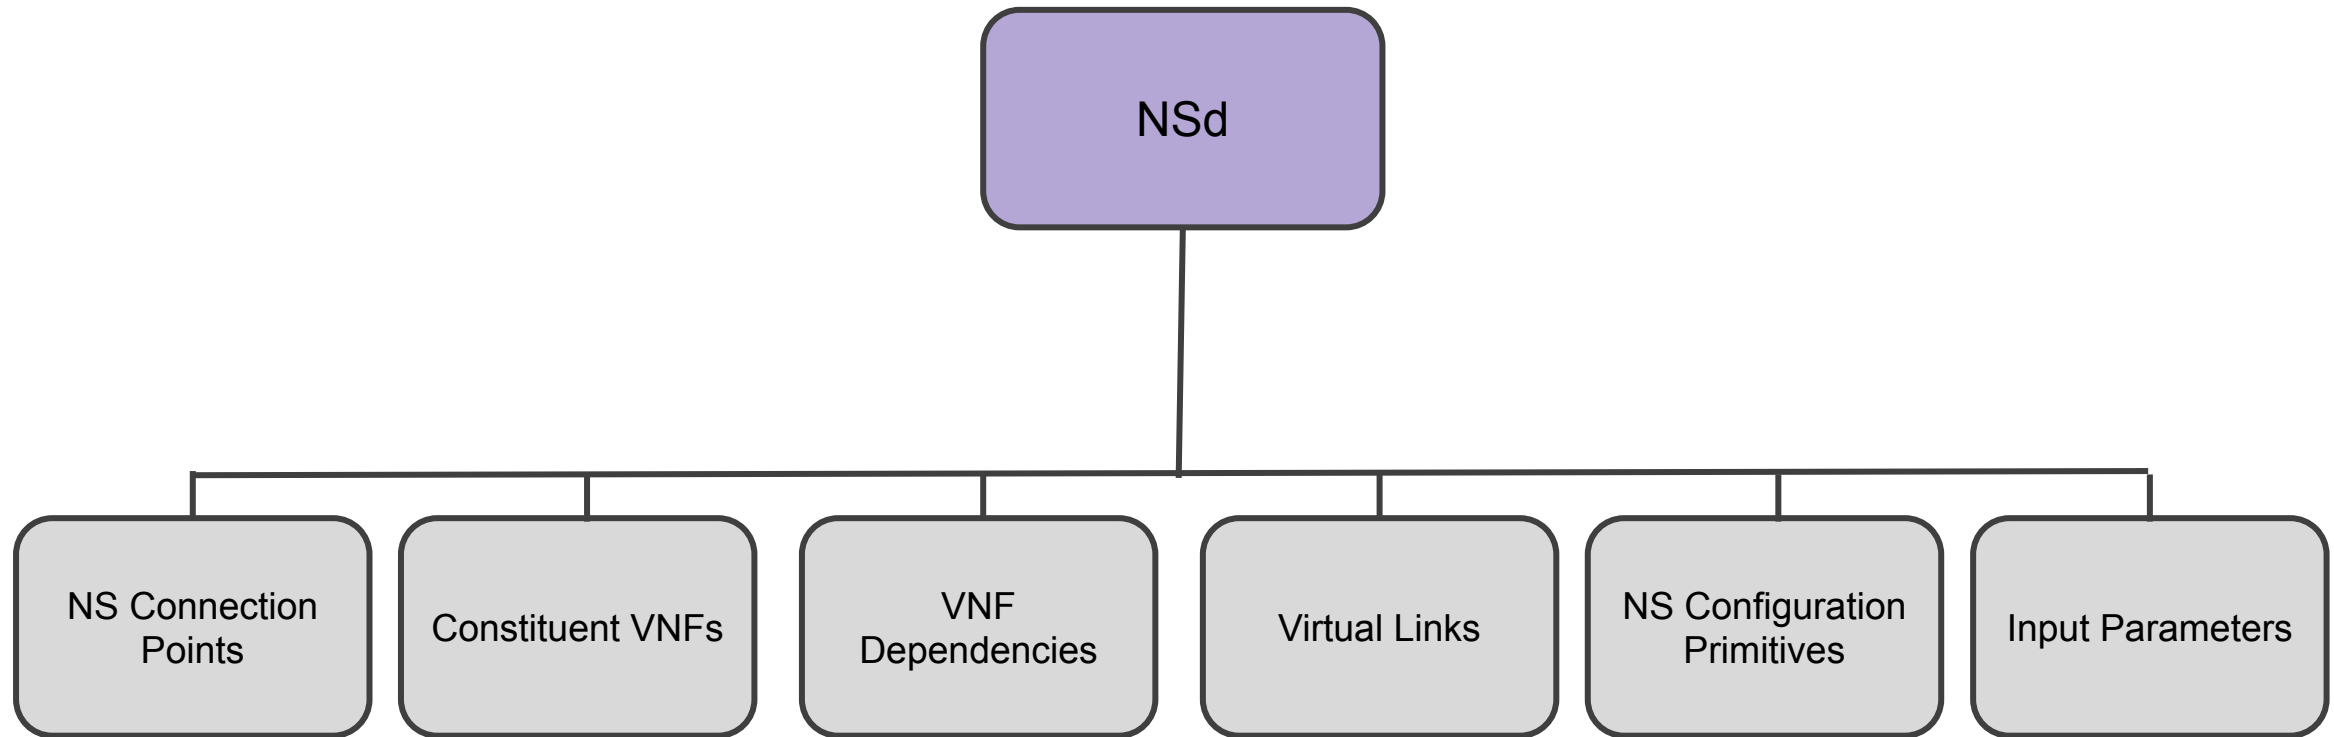 NSd
NS Connection
Points
Constituent VNFs
VNF
Dependencies
Virtual Links
NS Configuration
Primitives
Input Parameters